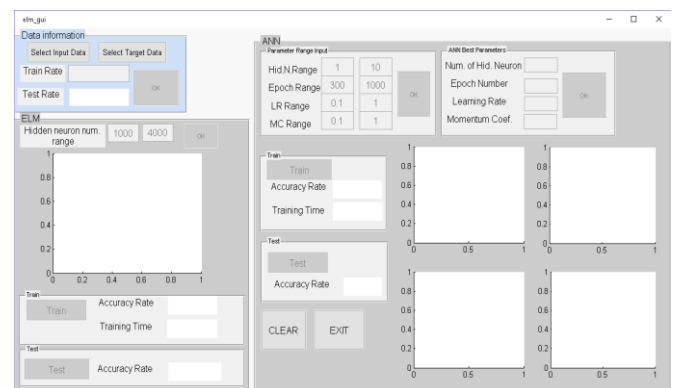 elm_gui
Data information
Select Input Data Select Target Data
Train Rate
Test Rate
OK
ELM
Hidden neuron num. range 1000 4000 OK
1
0.8
0.6
0.4
0.2
0
0 0.2 0.4 0.6 0.8 1
Train
Train
Accuracy Rate
Training Time
Test
Test
Accuracy Rate
ANN
Parameter Range Input
Hid.N.Range 1 10
Epoch Range 300 1000
LR Range 0.1 1
MC Range 0.1 1
OK
ANN Best Parameters
Num. of Hid. Neuron
Epoch Number
Learning Rate
Momentum Coef.
OK
Train
Train
Accuracy Rate
Training Time
Test
Test
Accuracy Rate
CLEAR EXIT
1
0.8
0.6
0.4
0.2
0
0 0.5 1
1
0.8
0.6
0.4
0.2
0
0 0.5 1
1
0.8
0.6
0.4
0.2
0
0 0.5 1
1
0.8
0.6
0.4
0.2
0
0 0.5 1